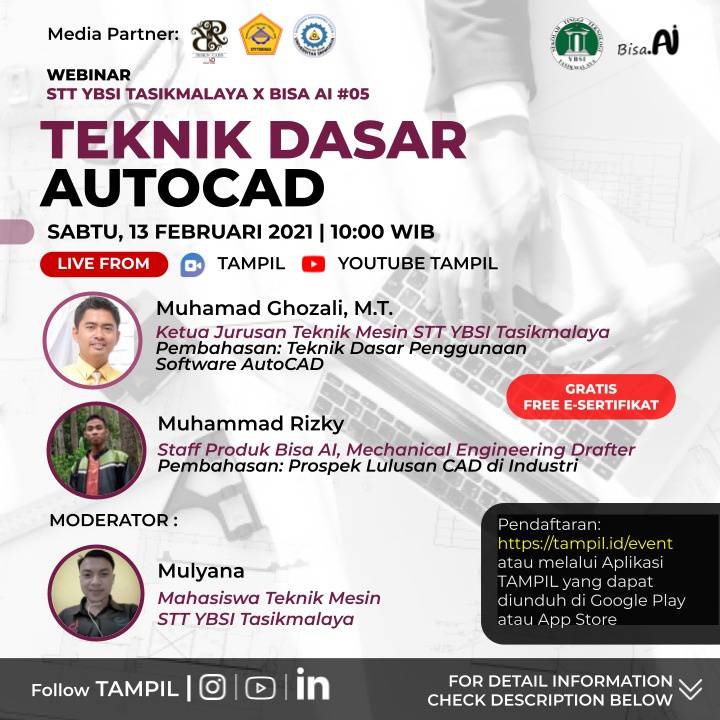 Media Partner:
Bisa.AI
WEBINAR
STT YBSI TASIKMALAYA X BISA AI #05
TEKNIK DASAR
AUTOCAD
SABTU, 13 FEBRUARI 2021 | 10:00 WIB
LIVE FROM TAMPIL YOUTUBE TAMPIL
Muhamad Ghozali, M.T.
Ketua Jurusan Teknik Mesin STT YBSI Tasikmalaya
Pembahasan: Teknik Dasar Penggunaan
Software AutoCAD
GRATIS
FREE E-SERTIFIKAT
Muhammad Rizky
Staff Produk Bisa AI, Mechanical Engineering Drafter
Pembahasan: Prospek Lulusan CAD di Industri
MODERATOR :
Mulyana
Mahasiswa Teknik Mesin
STT YBSI Tasikmalaya
Pendaftaran:
https://tampil.id/event
atau melalui Aplikasi
TAMPIL yang dapat
diunduh di Google Play
atau App Store
Follow TAMPIL | | | in
FOR DETAIL INFORMATION
CHECK DESCRIPTION BELOW